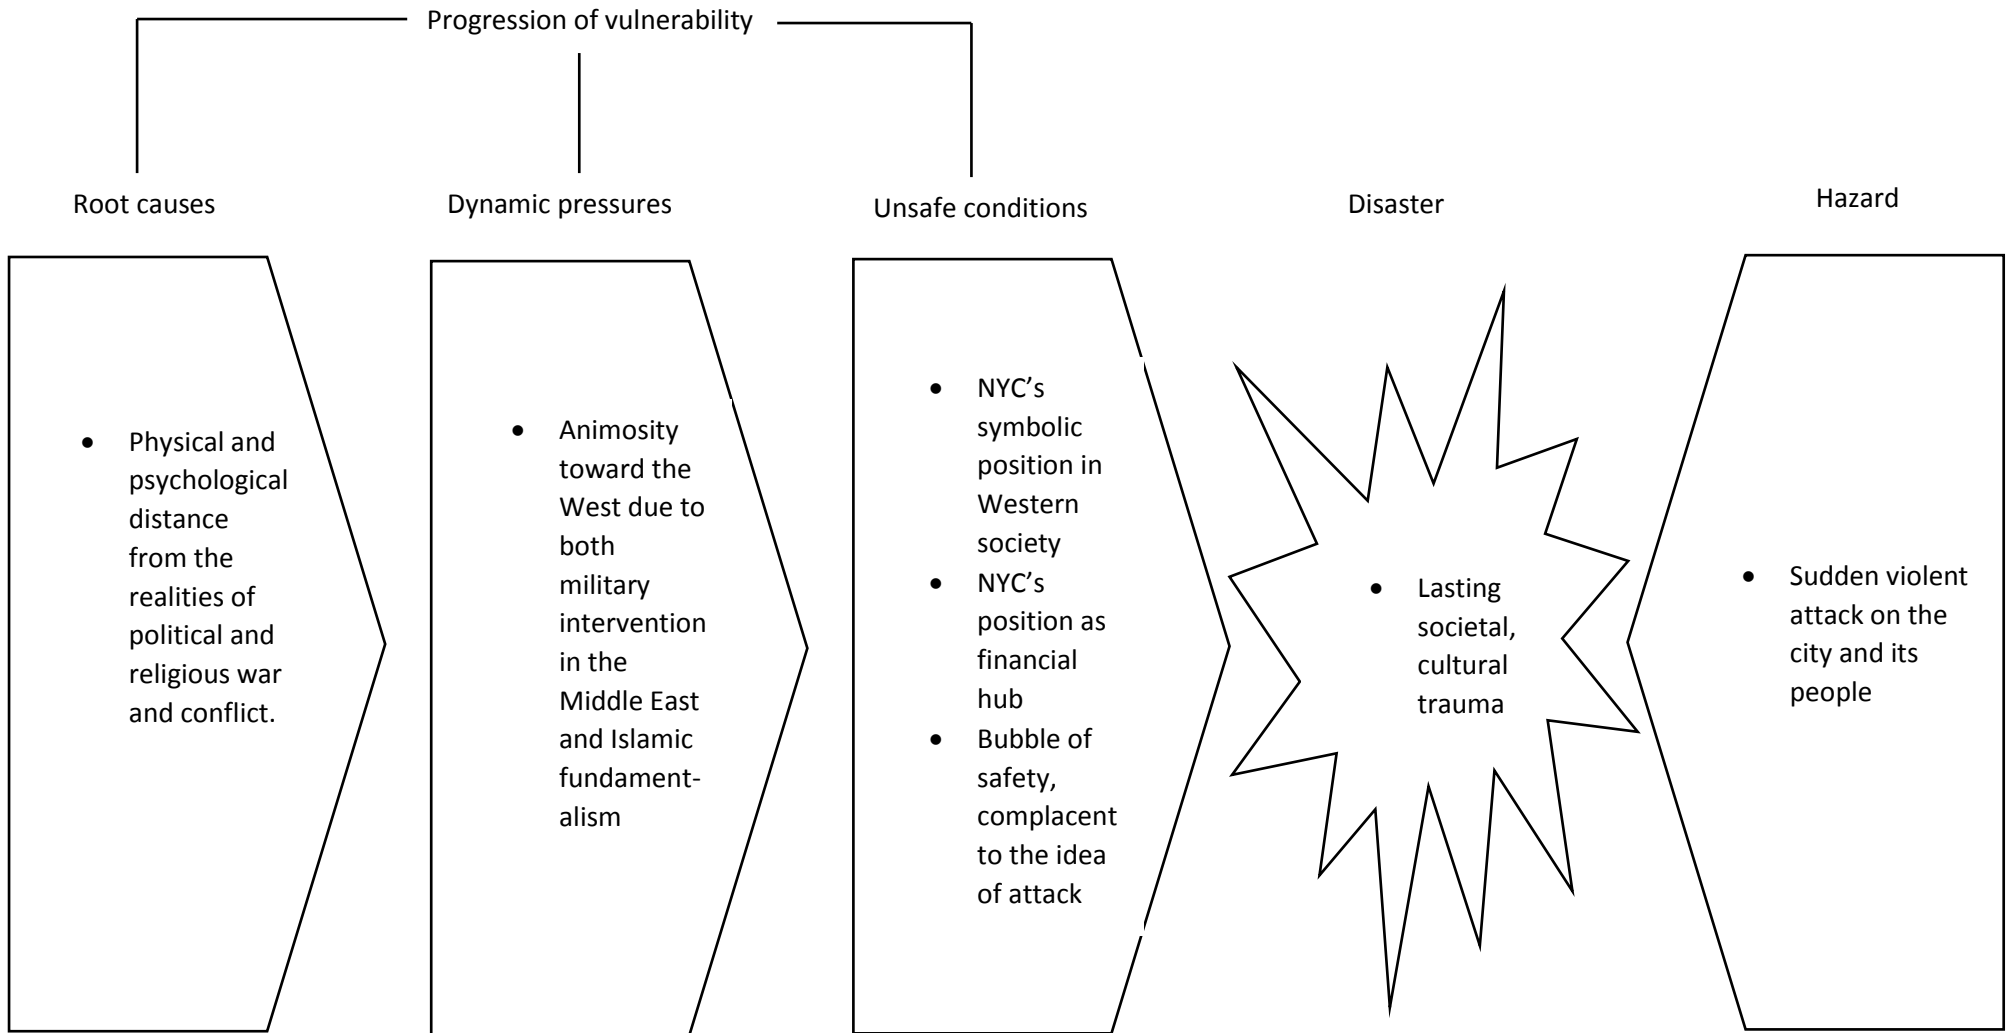 Progression of vulnerability
Root causes
Dynamic pressures
Unsafe conditions
Disaster
Hazard
• Physical and
psychological
distance
from the
realities of
political and
religious war
and conflict.
• Animosity
toward the
West due to
both
military
intervention
in the
Middle East
and Islamic
fundament-
alism
• NYC’s
symbolic
position in
Western
society
• NYC’s
position as
financial
hub
• Bubble of
safety,
complacent
to the idea
of attack
• Lasting
societal,
cultural
trauma
• Sudden violent
attack on the
city and its
people